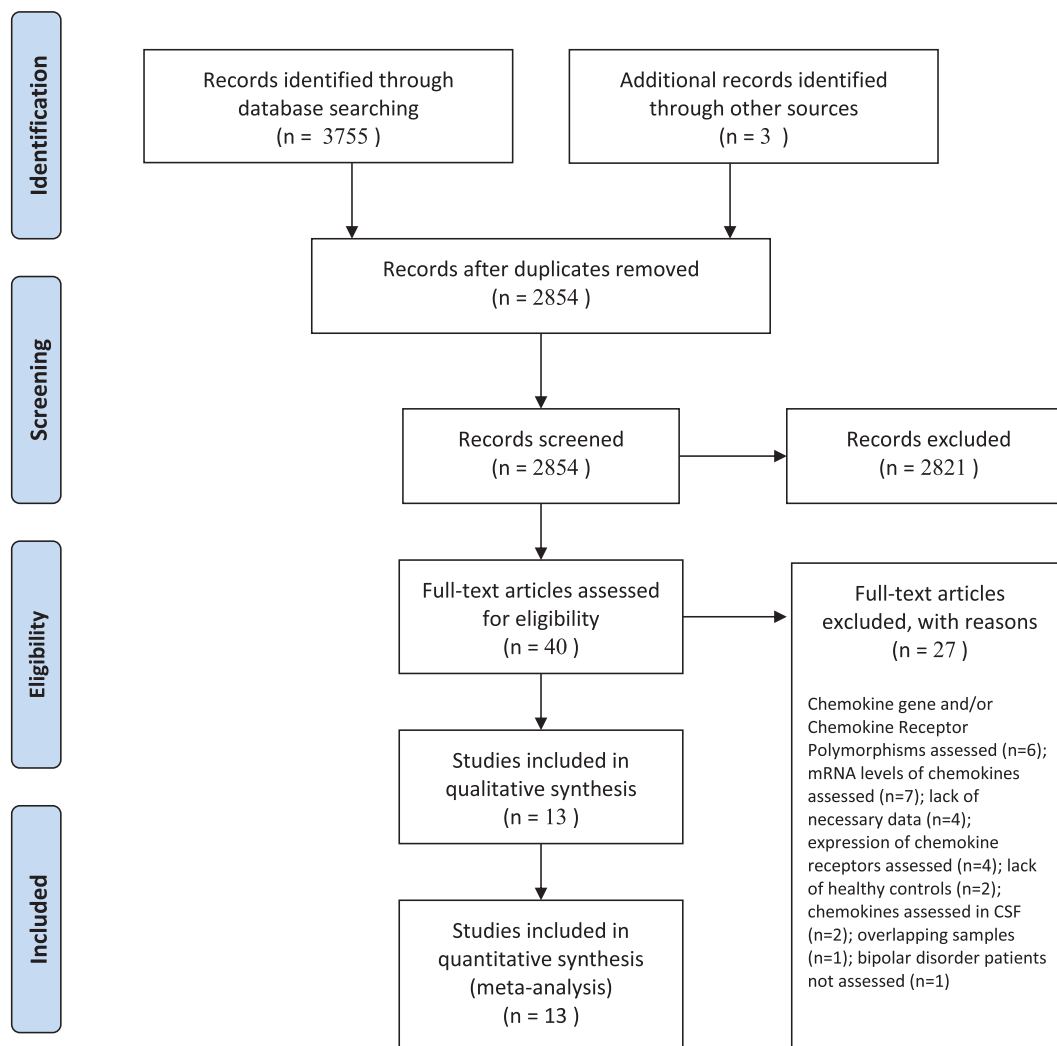 Identification
Records identified through
database searching
(n = 3755 )
Additional records identified
through other sources
(n = 3 )
Records after duplicates removed
(n = 2854 )
Screening
Records screened
(n = 2854 )
Records excluded
(n = 2821 )
Eligibility
Full-text articles assessed
for eligibility
(n = 40 )
Full-text articles
excluded, with reasons
(n = 27 )
Chemokine gene and/or
Chemokine Receptor
Polymorphisms assessed (n=6);
mRNA levels of chemokines
assessed (n=7); lack of
necessary data (n=4);
expression of chemokine
receptors assessed (n=4); lack
of healthy controls (n=2);
chemokines assessed in CSF
(n=2); overlapping samples
(n=1); bipolar disorder patients
not assessed (n=1)
Studies included in
qualitative synthesis
(n = 13 )
Included
Studies included in
quantitative synthesis
(meta-analysis)
(n = 13 )